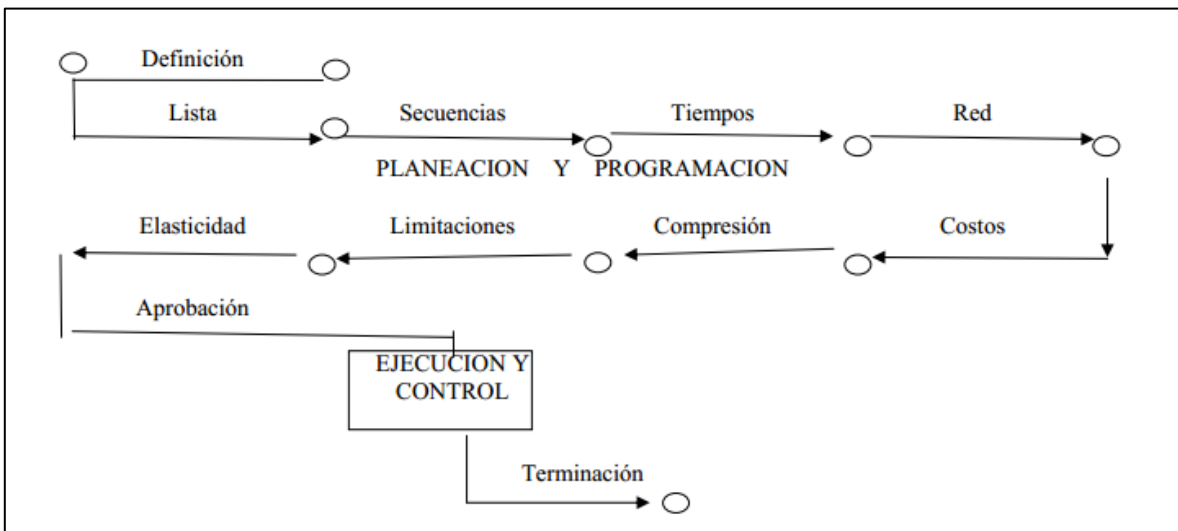 Definición
Lista Secuencias Tiempos Red
PLANEACION Y PROGRAMACION
Elasticidad Limitaciones Compresión Costos
Aprobación
EJECUCION Y
CONTROL
Terminación